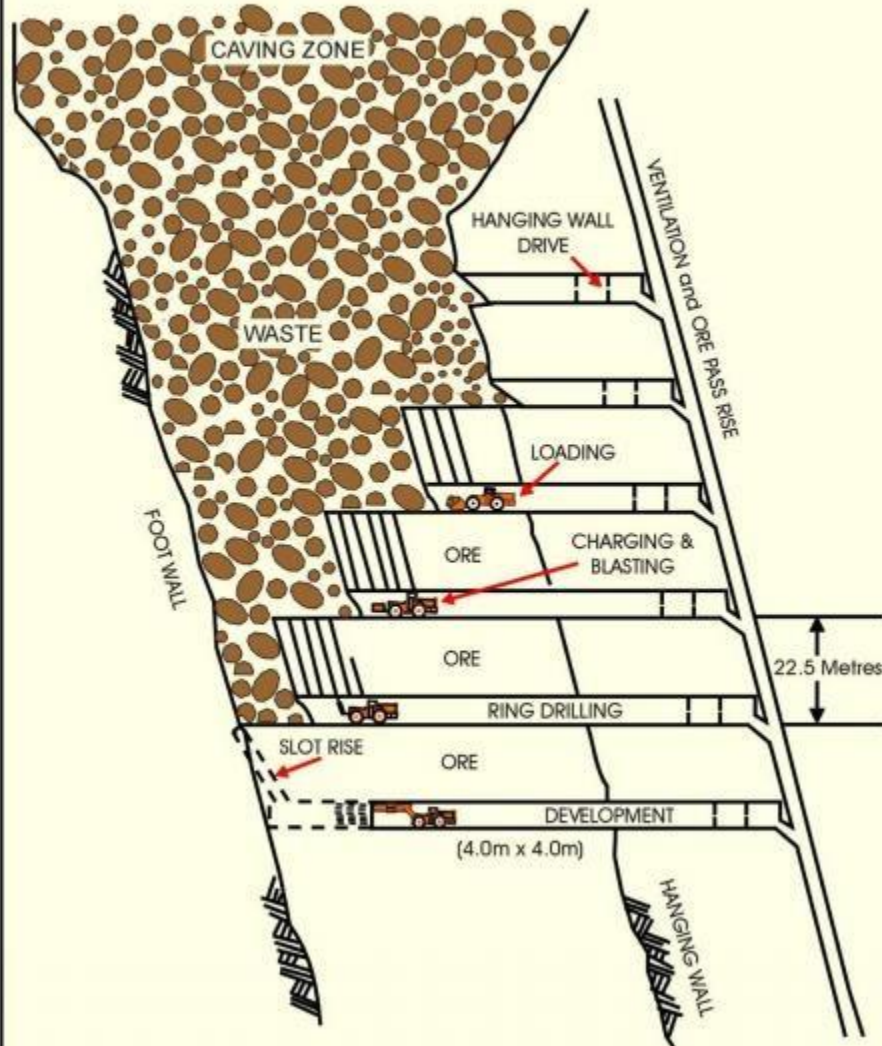 CAVING ZONE
HANGING WALL
DRIVE
VENTILATION and ORE PASS RISE
WASTE
LOADING
FOOT WALL
ORE
CHARGING &
BLASTING
ORE
22.5 Metres
RING DRILLING
SLOT RISE
ORE
DEVELOPMENT
(4.0m x 4.0m)
HANGING WALL